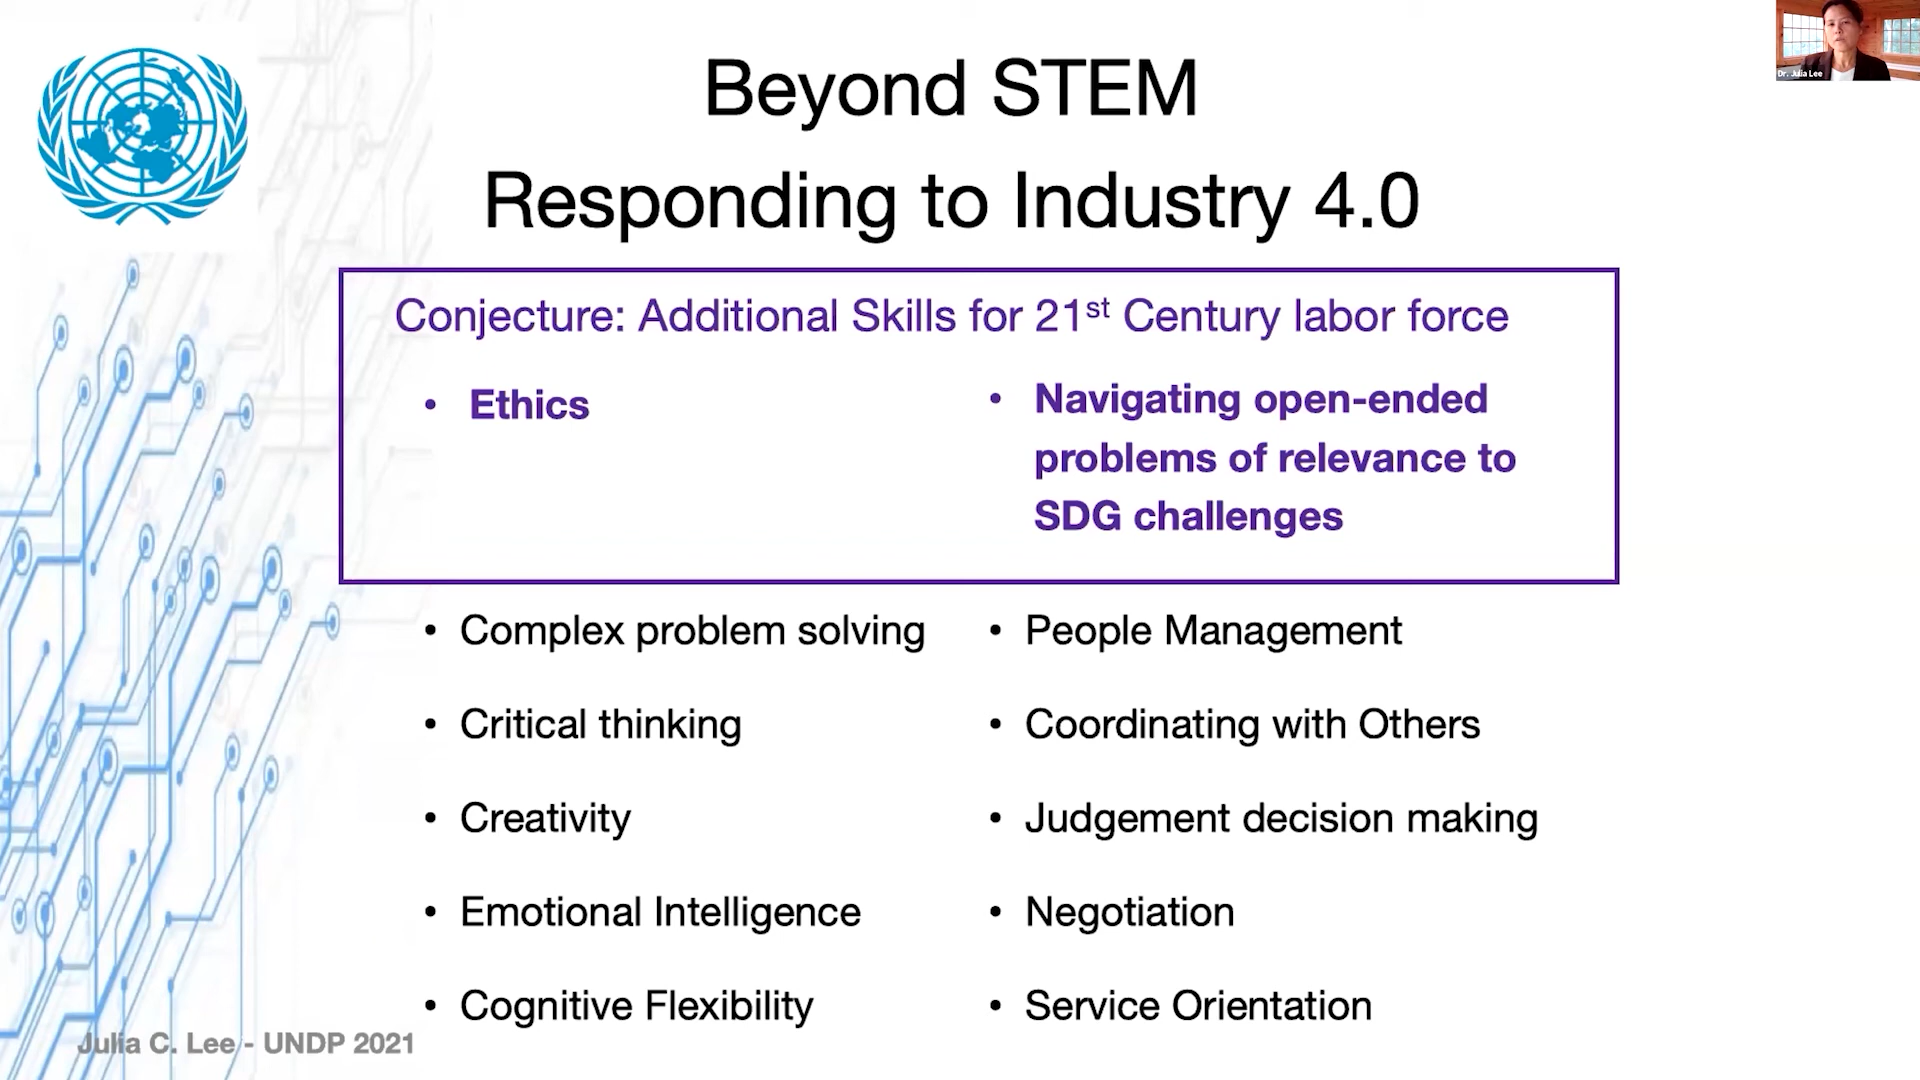 Beyond STEM
Responding to Industry 4.0
Dr. Julia Lee
Conjecture: Additional Skills for 21st Century labor force
• Ethics
• Navigating open-ended
problems of relevance to
SDG challenges
• Complex problem solving
• Critical thinking
• Creativity
• Emotional Intelligence
• Cognitive Flexibility
• People Management
• Coordinating with Others
• Judgement decision making
• Negotiation
• Service Orientation
Julia C. Lee - UNDP 2021